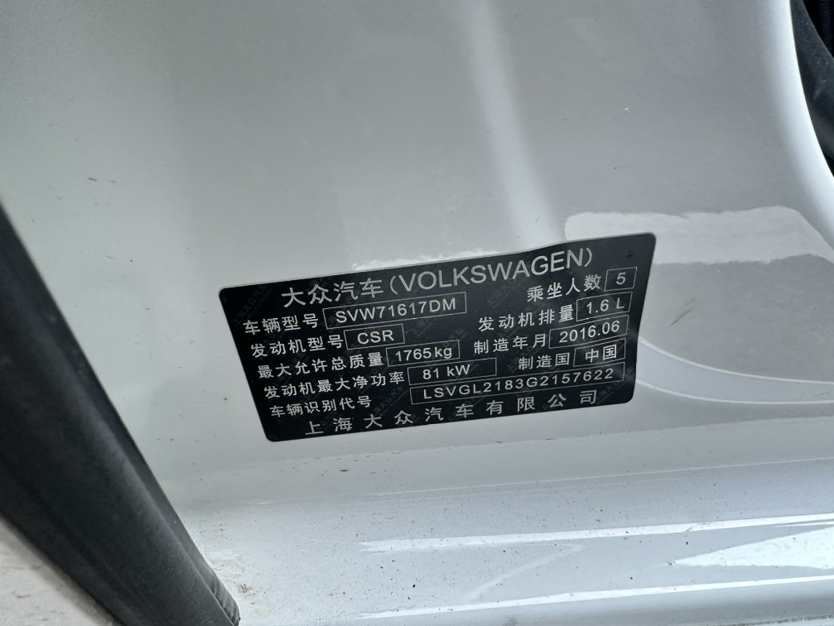 大众汽车(VOLKSWAGEN)
车辆型号 SVW71617DM 乘坐人数 5
发动机型号 CSR 发动机排量 1.6 L
最大允许总质量 1765kg 制造年月 2016.06
发动机最大净功率 81 kW 制造国 中国
车辆识别代号 LSVGL2183G2157622
上海大众汽车有限公司